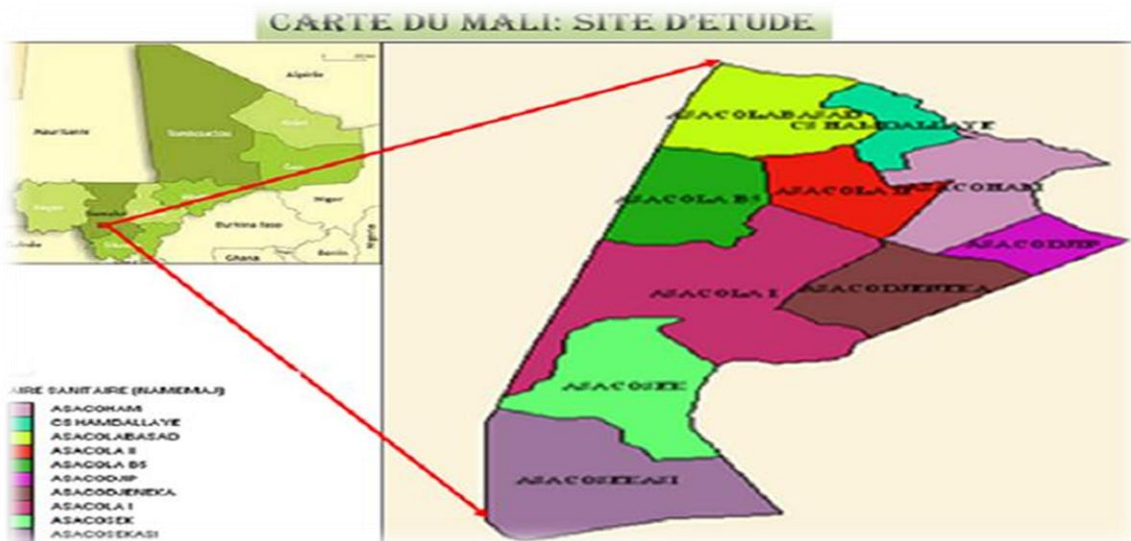 CARTE DU MALI: SITE D'ETUDE
Algérie
Mauritanie
Tombouctou
Gao
Niger
Burkina Faso
Nigeria
Ghana
Benin
ASACOLABASAD
CS HAMDALLAYE
ASACOLA II
ASACOHAM
ASACOLA B5
ASACODJIP
ASACOLA I
ASACODJENEKA
ASACOSEK
ASACOSEKASI
AIRE SANITAIRE (NAMEMAJ)
ASACOHAM
CS HAMDALLAYE
ASACOLABASAD
ASACOLA II
ASACOLA B5
ASACODJIP
ASACODJENEKA
ASACOLA I
ASACOSEK
ASACOSEKASI